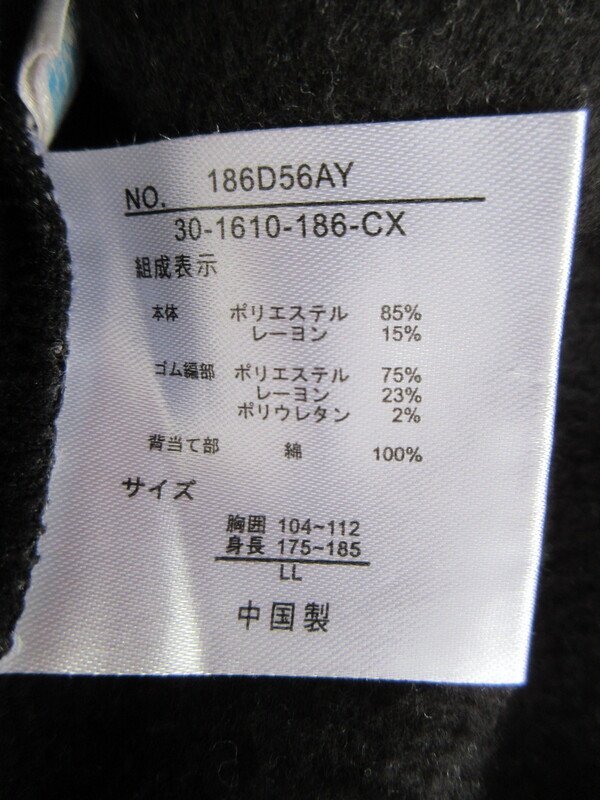 NO. 186D56AY
30-1610-186-CX
組成表示
本体 ポリエステル 85%
レーヨン 15%
ゴム編部 ポリエステル 75%
レーヨン 23%
ポリウレタン 2%
背当て部 綿 100%
サイズ
胸囲 104~112
身長 175~185
LL
中国製